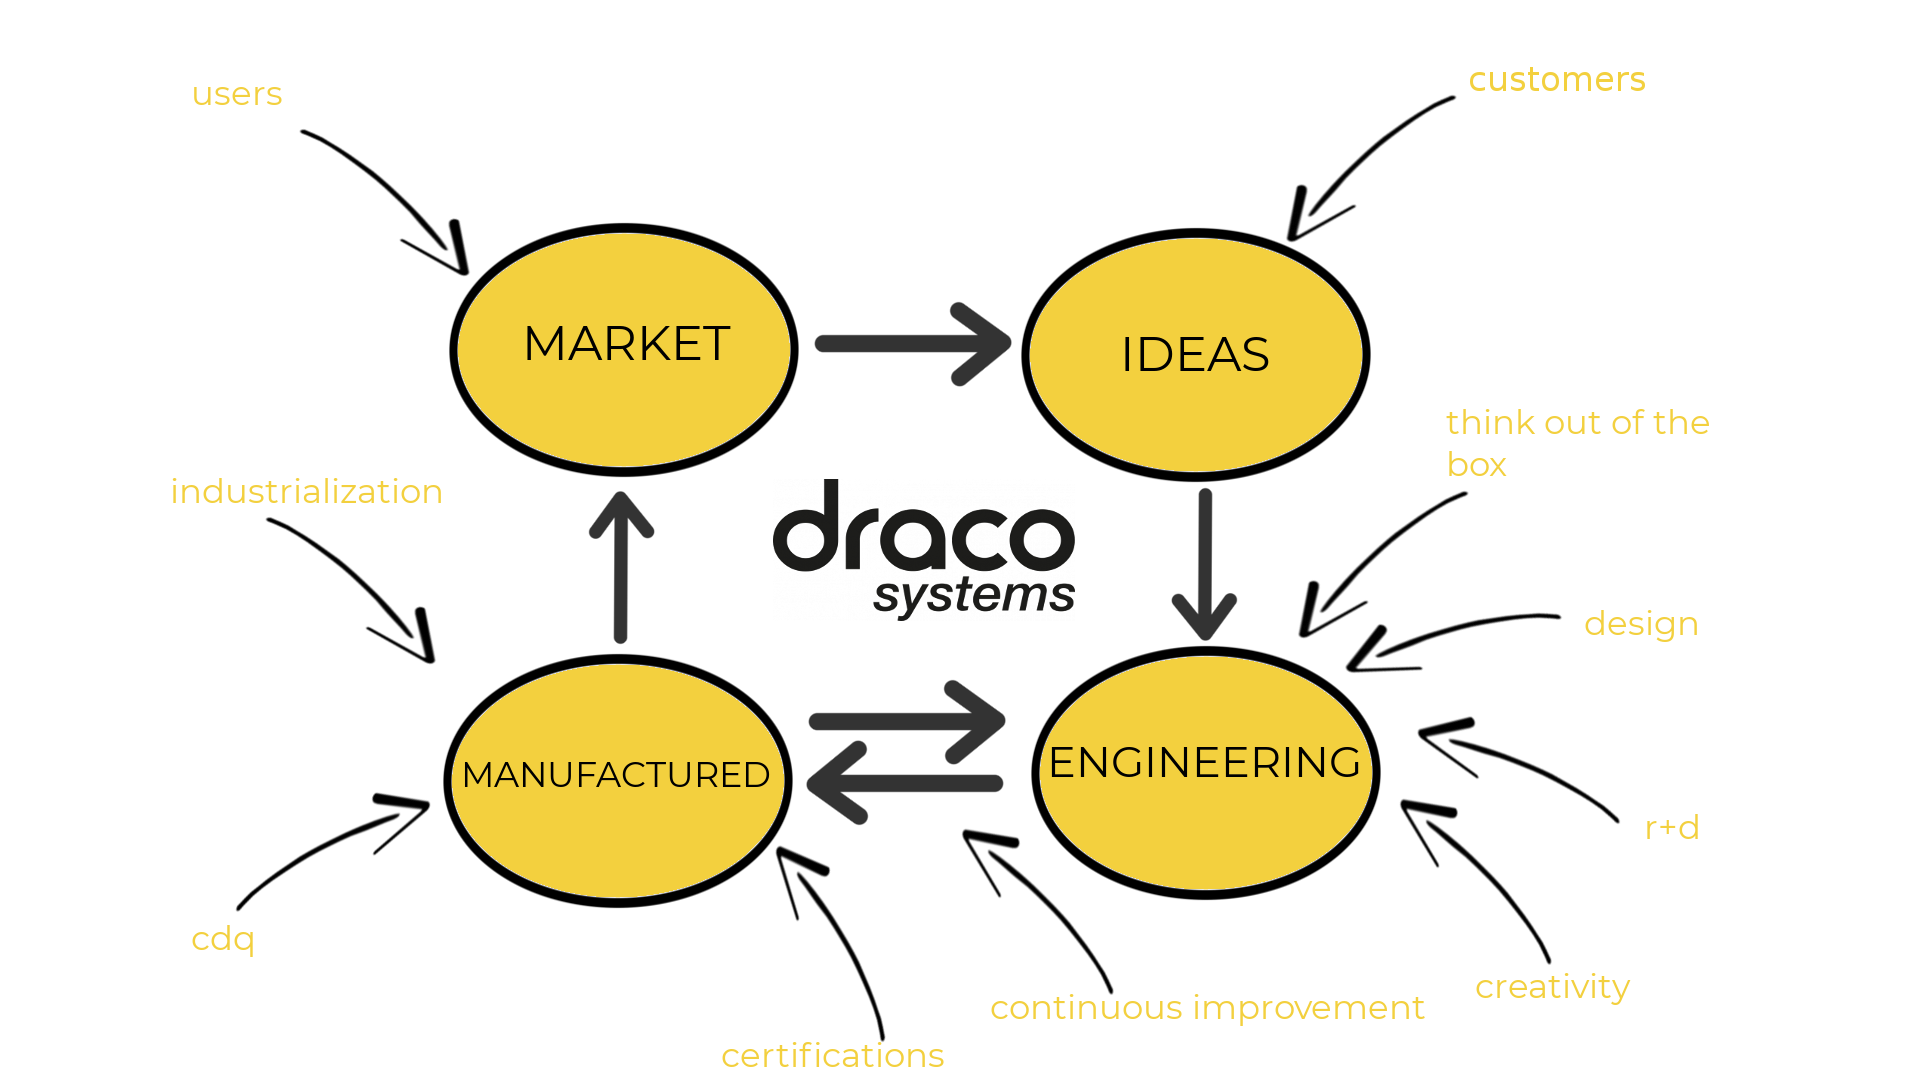 users
customers
MARKET
IDEAS
think out of the
box
industrialization
draco
systems
design
MANUFACTURED
ENGINEERING
r+d
cdq
creativity
continuous improvement
certifications